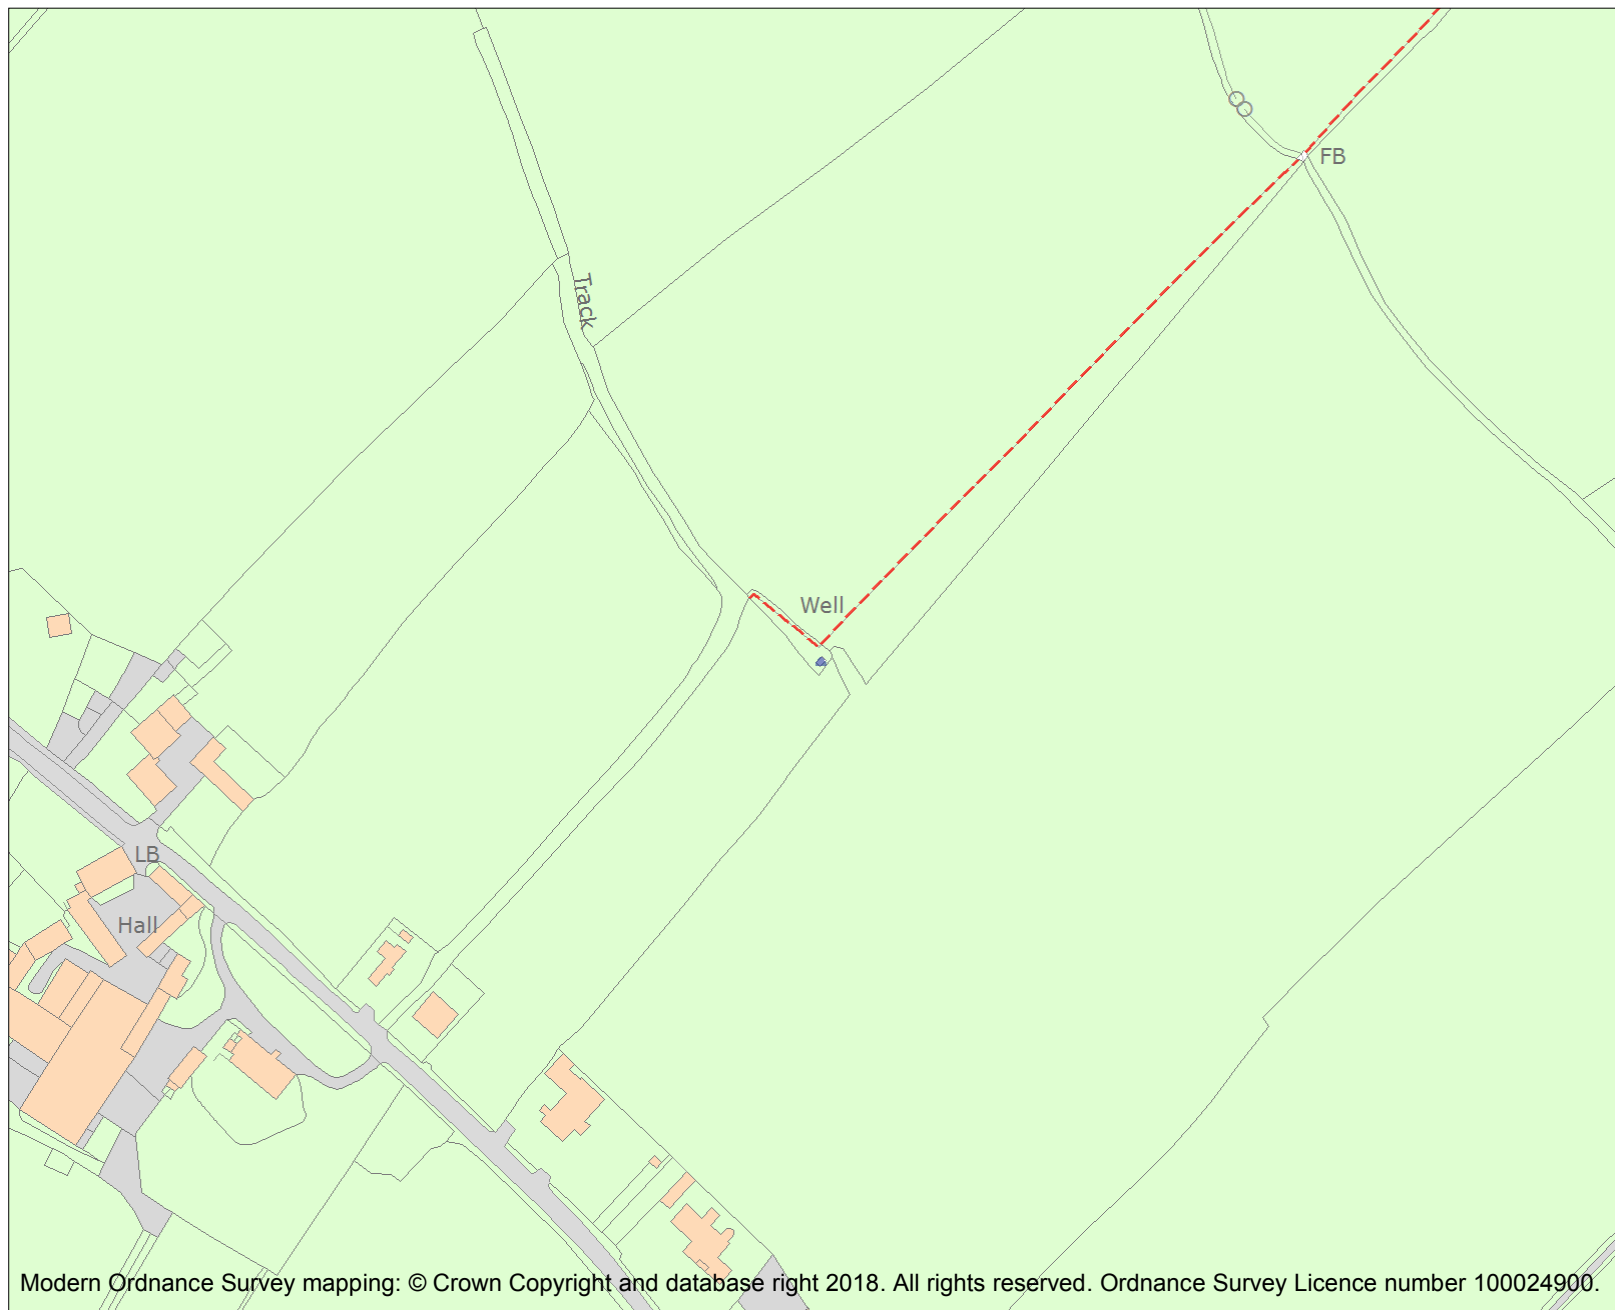 FB
Track
Well
LB
Hall
Modern Ordnance Survey mapping: © Crown Copyright and database right 2018. All rights reserved. Ordnance Survey Licence number 100024900.